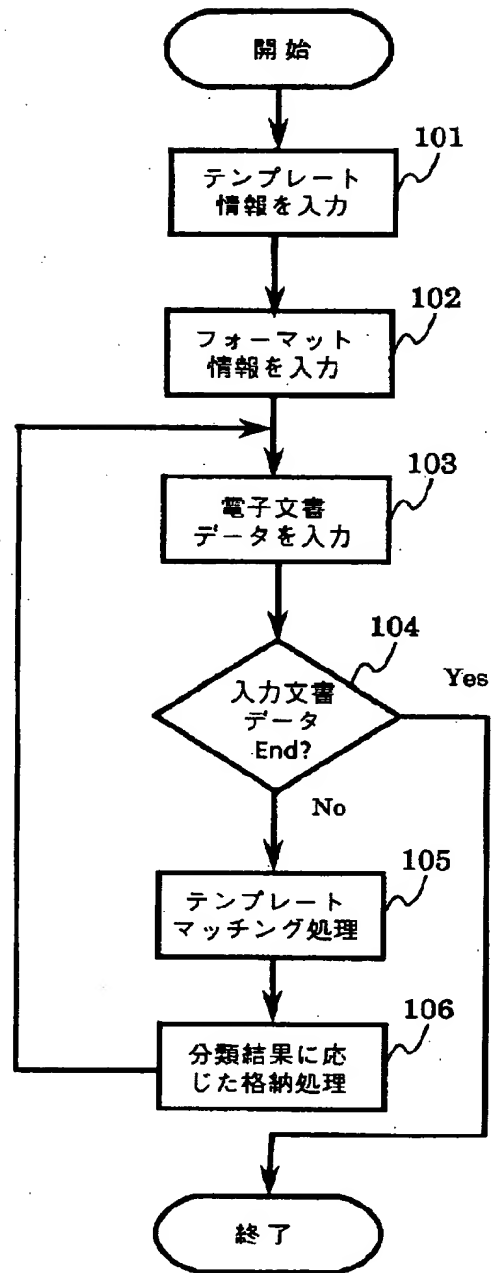 開始
101
テンプレート
情報を入力
102
フォーマット
情報を入力
103
電子文書
データを入力
104
入力文書
データ
End?
Yes
No
105
テンプレート
マッチング処理
106
分類結果に応
じた格納処理
終了